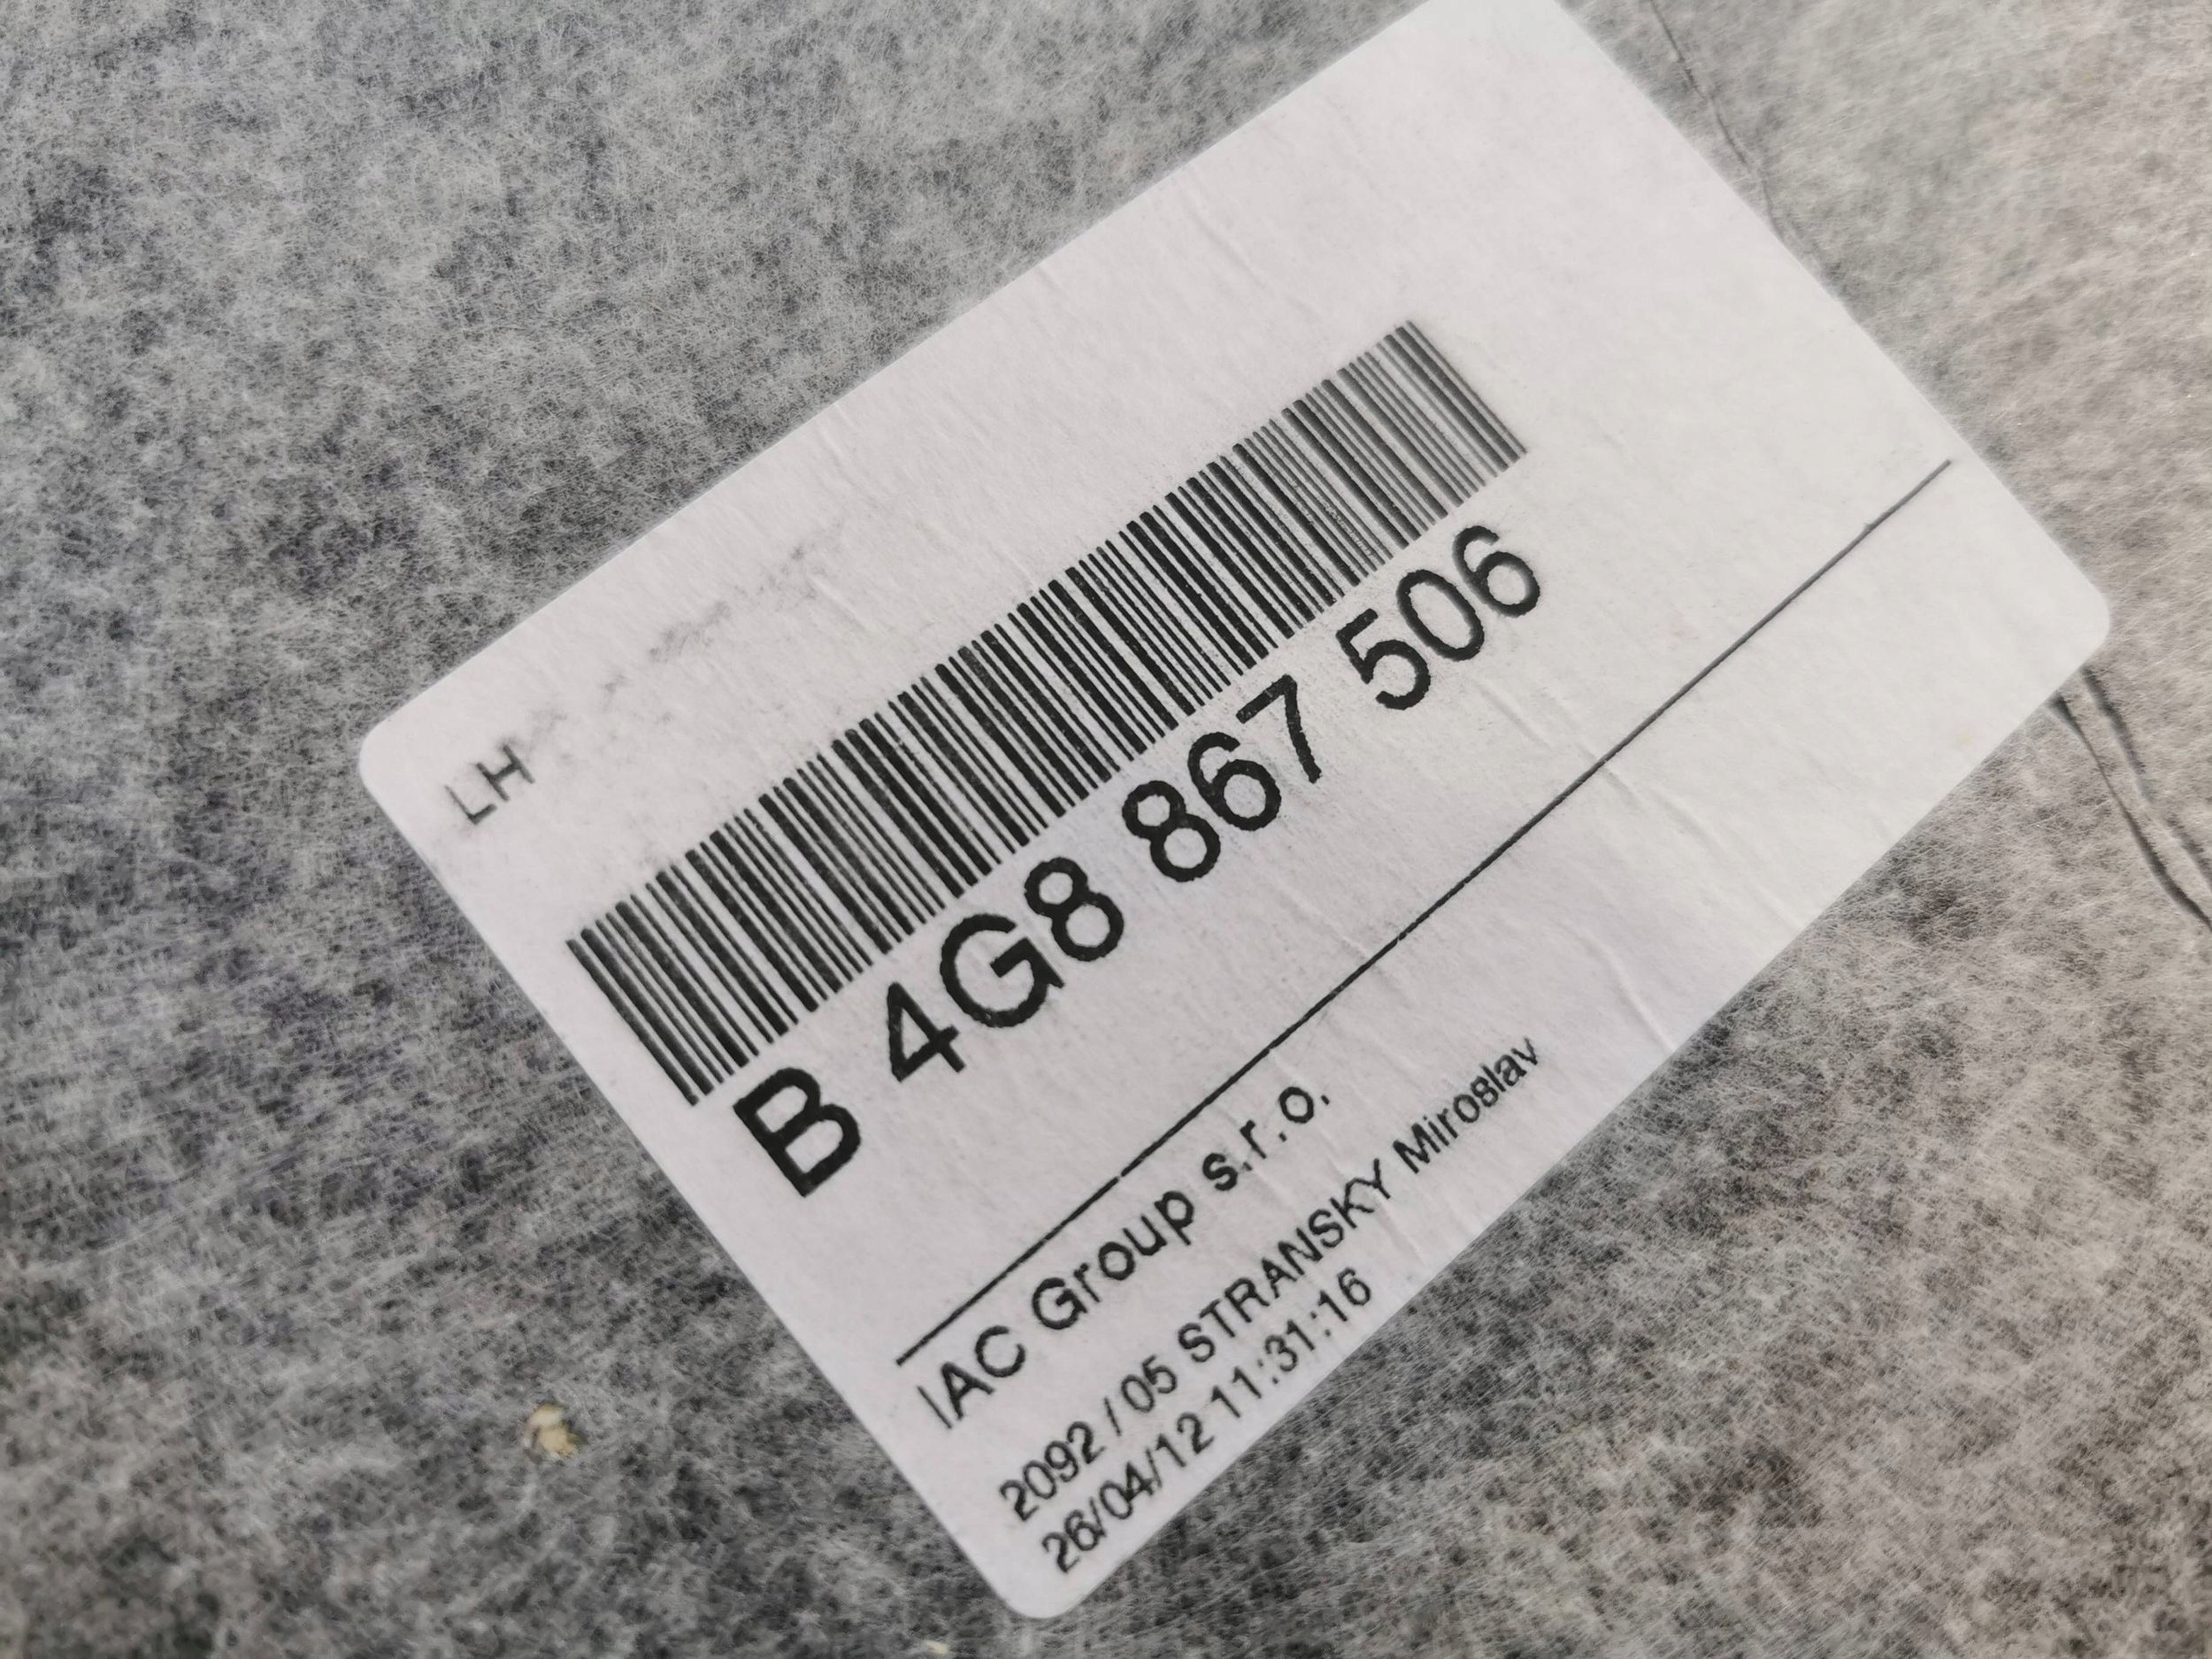 LH
B 4G8 867 506
IAC Group s.r.o.
2092 / 05 STRANSKY Miroslav
26/04/12 11:31:16